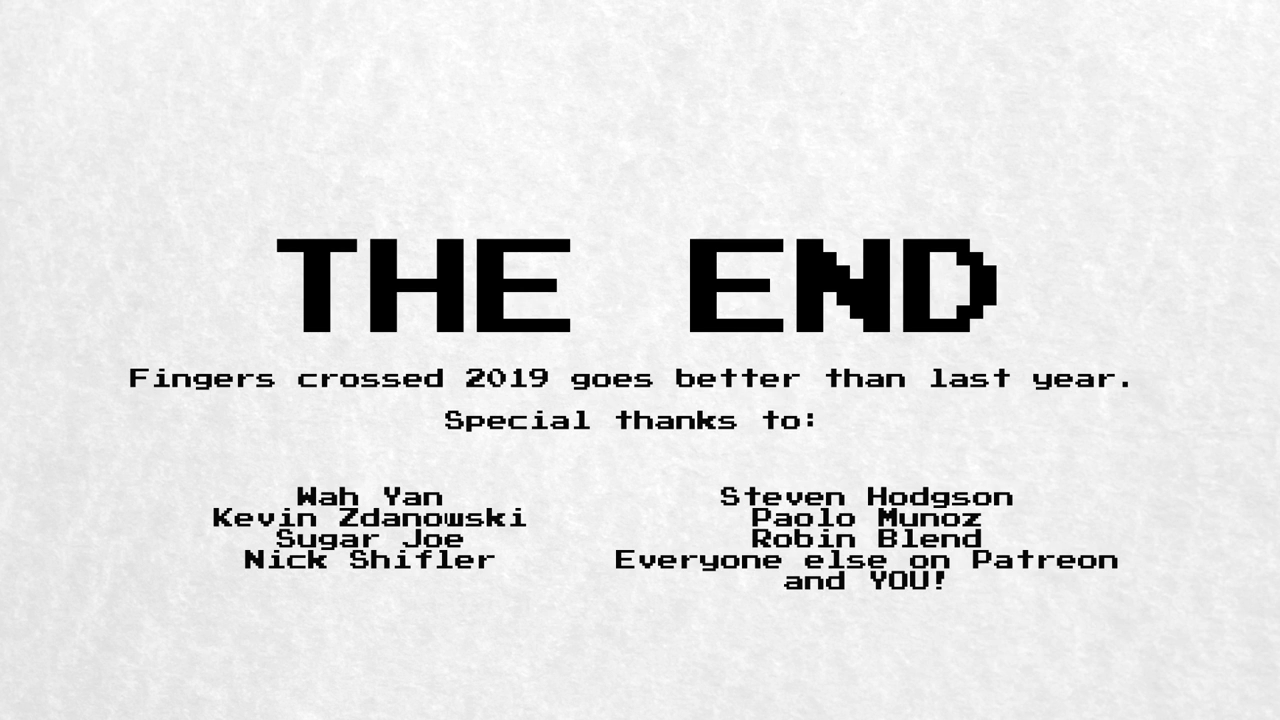 THE END
Fingers crossed 2019 goes better than last year.
Special thanks to:
Wah Yan
Kevin Zdanowski
Sugar Joe
Nick Shifler
Steven Hodgson
Paolo Munoz
Robin Blend
Everyone else on Patreon
and YOU!